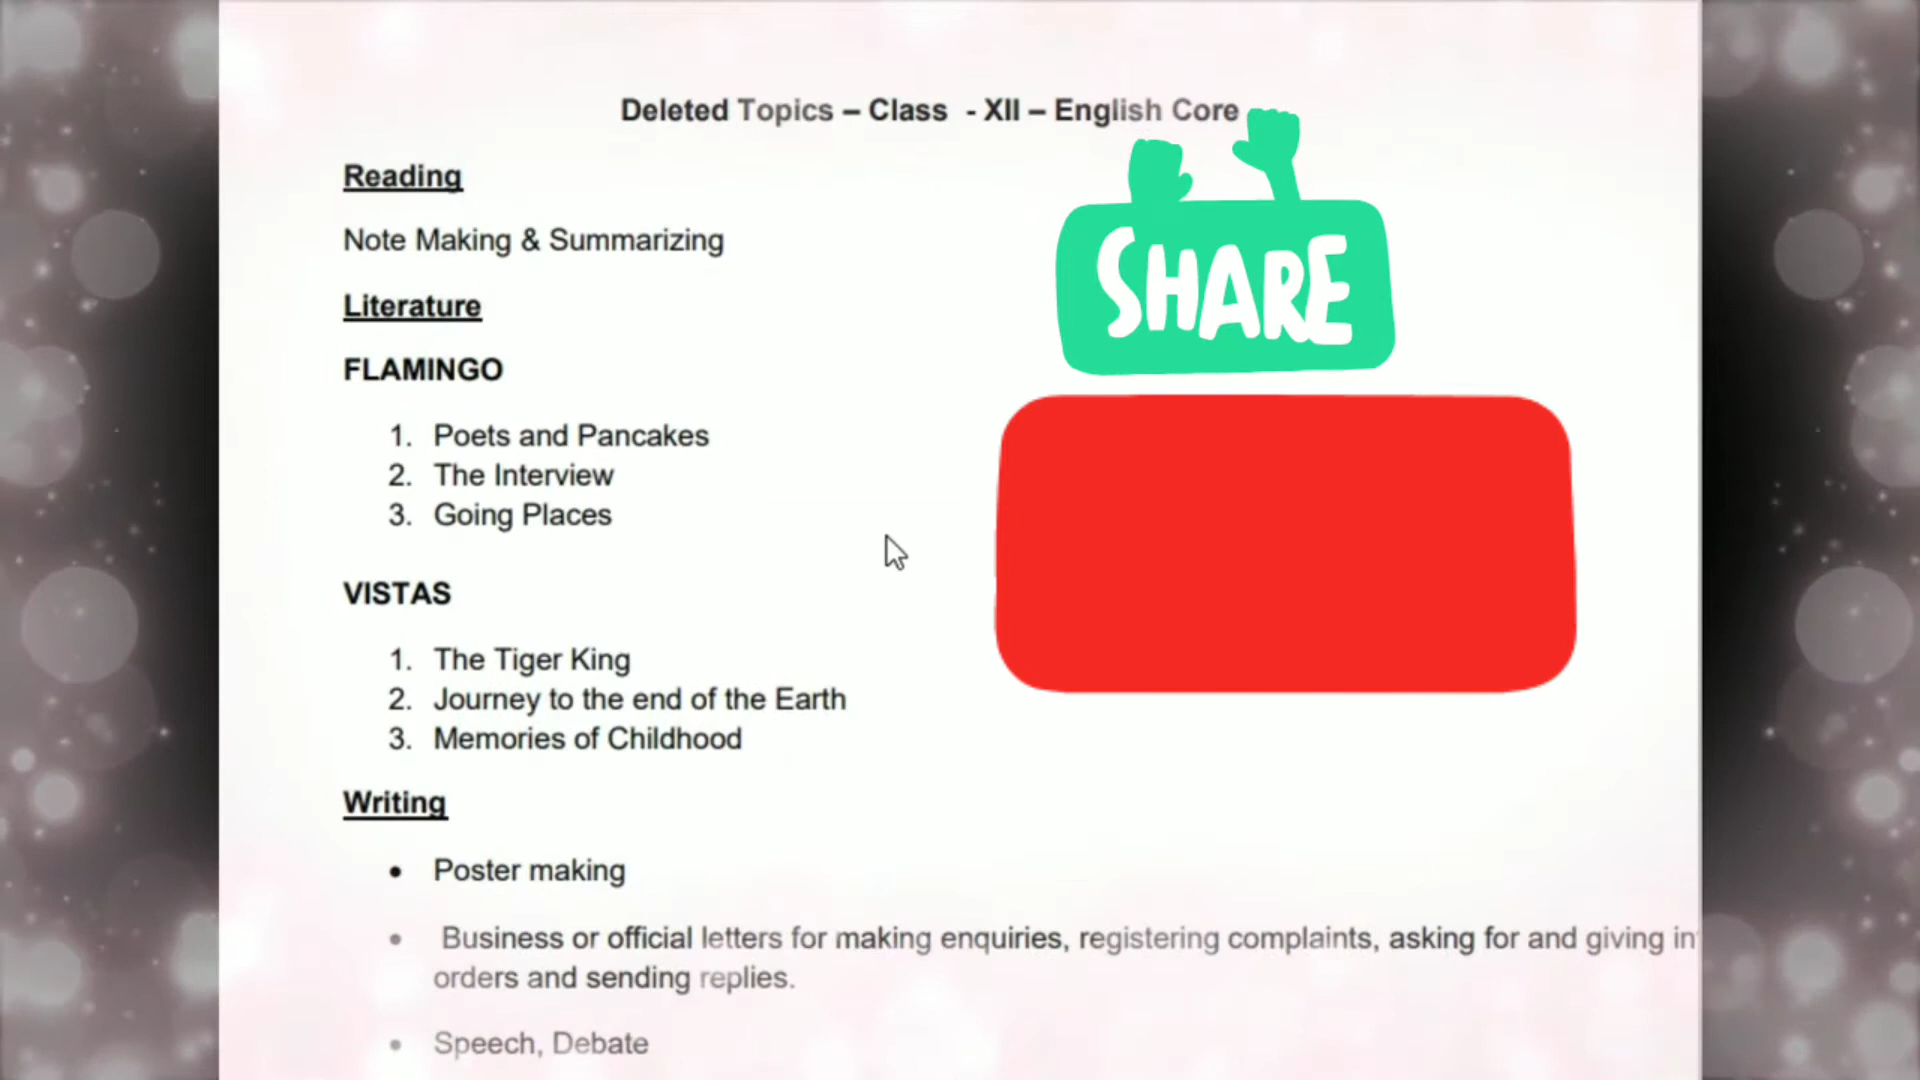 Deleted Topics – Class - XII – English Core
Reading
Note Making & Summarizing
SHARE
Literature
FLAMINGO
1. Poets and Pancakes
2. The Interview
3. Going Places
VISTAS
1. The Tiger King
2. Journey to the end of the Earth
3. Memories of Childhood
Writing
• Poster making
• Business or official letters for making enquiries, registering complaints, asking for and giving
orders and sending replies.
• Speech, Debate